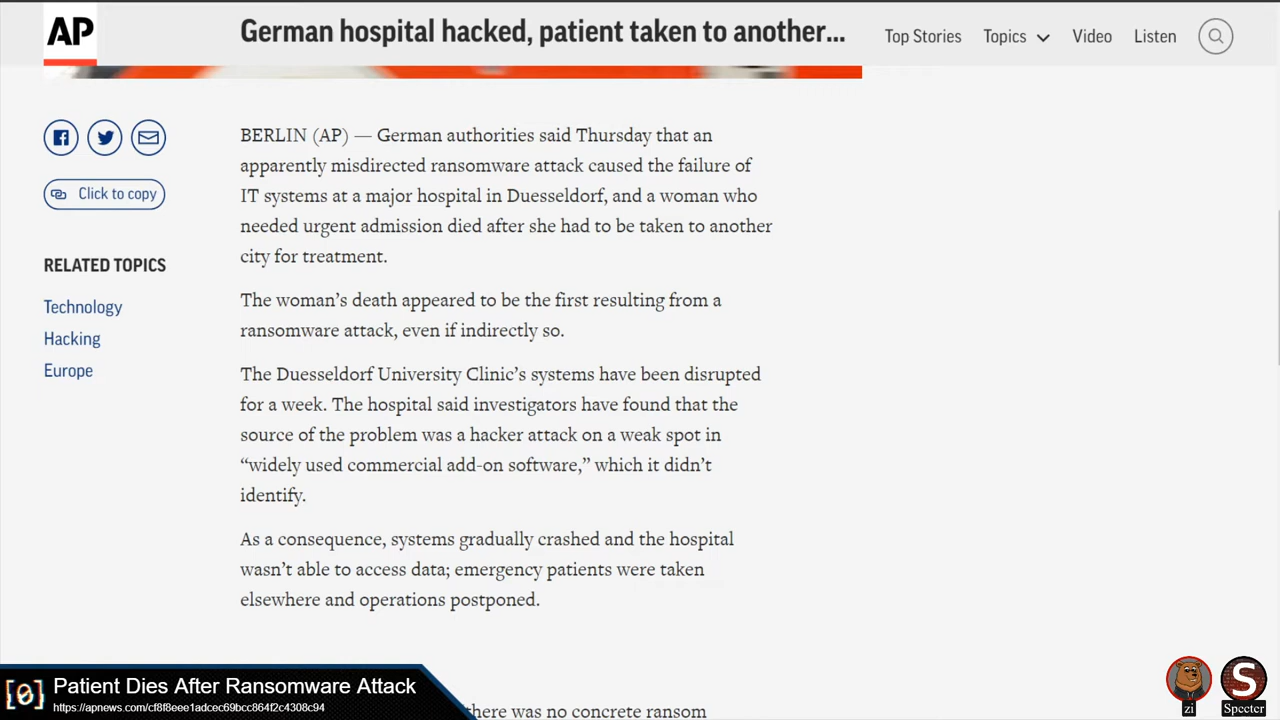 AP
German hospital hacked, patient taken to another...
Top Stories
Topics
Video
Listen
Click to copy
RELATED TOPICS
Technology
Hacking
Europe
BERLIN (AP) — German authorities said Thursday that an
apparently misdirected ransomware attack caused the failure of
IT systems at a major hospital in Duesseldorf, and a woman who
needed urgent admission died after she had to be taken to another
city for treatment.
The woman’s death appeared to be the first resulting from a
ransomware attack, even if indirectly so.
The Duesseldorf University Clinic’s systems have been disrupted
for a week. The hospital said investigators have found that the
source of the problem was a hacker attack on a weak spot in
“widely used commercial add-on software,” which it didn’t
identify.
As a consequence, systems gradually crashed and the hospital
wasn’t able to access data; emergency patients were taken
elsewhere and operations postponed.
there was no concrete ransom
[0]
Patient Dies After Ransomware Attack
https://apnews.com/cf8f8eee1adcec69bcc864f2c4308c94
zi
S
Specter